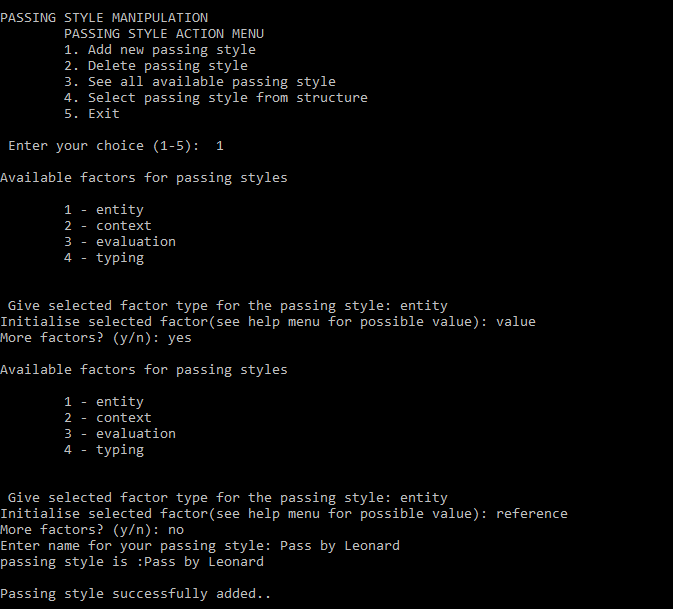 PASSING STYLE MANIPULATION
PASSING STYLE ACTION MENU
1. Add new passing style
2. Delete passing style
3. See all available passing style
4. Select passing style from structure
5. Exit
Enter your choice (1-5):  1
Available factors for passing styles
1 - entity
2 - context
3 - evaluation
4 - typing
Give selected factor type for the passing style: entity
Initialise selected factor(see help menu for possible value): value
More factors? (y/n): yes
Available factors for passing styles
1 - entity
2 - context
3 - evaluation
4 - typing
Give selected factor type for the passing style: entity
Initialise selected factor(see help menu for possible value): reference
More factors? (y/n): no
Enter name for your passing style: Pass by Leonard
passing style is :Pass by Leonard
Passing style successfully added..